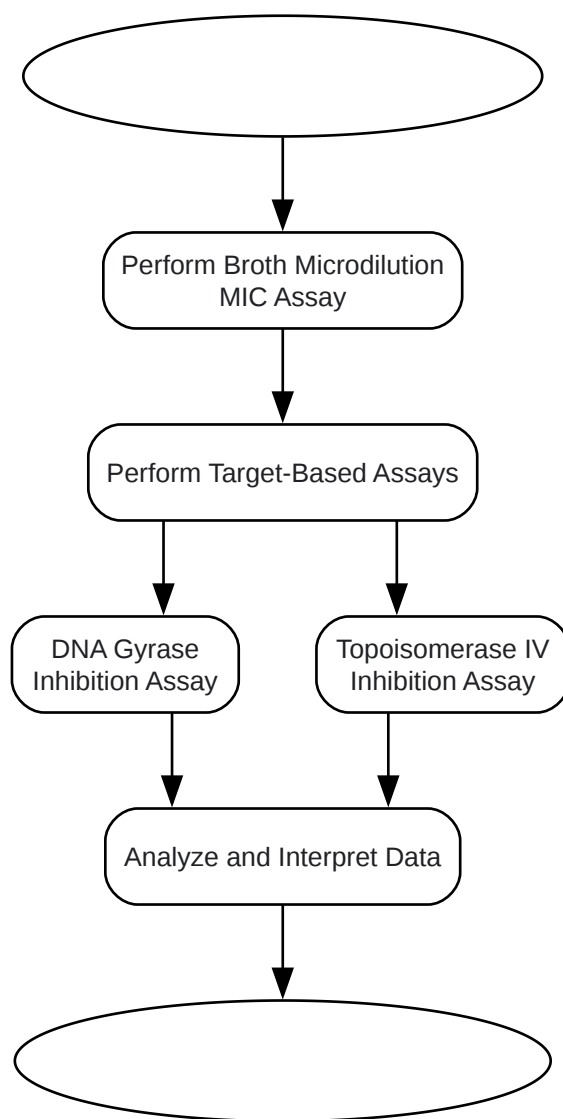 Perform Broth Microdilution
MIC Assay
Perform Target-Based Assays
DNA Gyrase
Inhibition Assay
Topoisomerase IV
Inhibition Assay
Analyze and Interpret Data